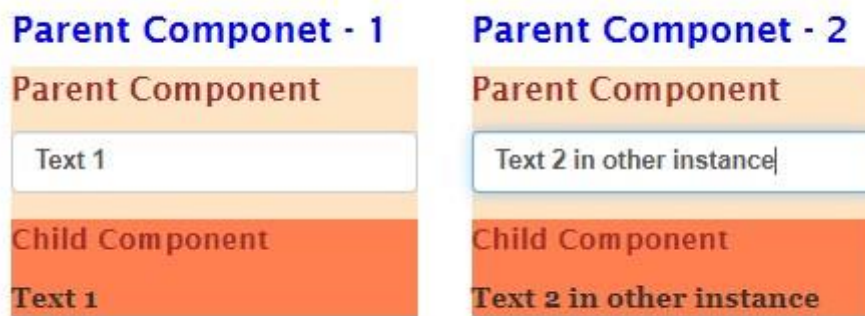 Parent Componet - 1
Parent Component
Text 1
Child Component
Text 1
Parent Componet - 2
Parent Component
Text 2 in other instance
Child Component
Text 2 in other instance